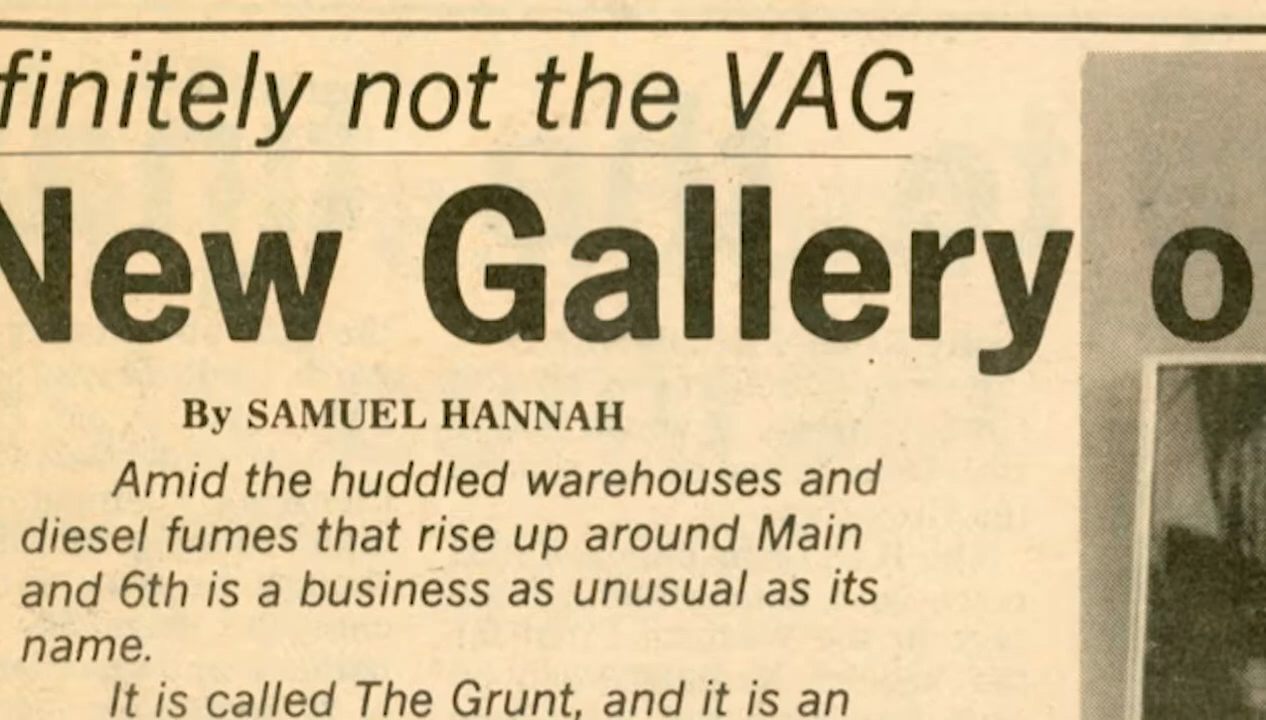 finitely not the VAG
New Gallery o
By SAMUEL HANNAH
Amid the huddled warehouses and
diesel fumes that rise up around Main
and 6th is a business as unusual as its
name.
It is called The Grunt, and it is an